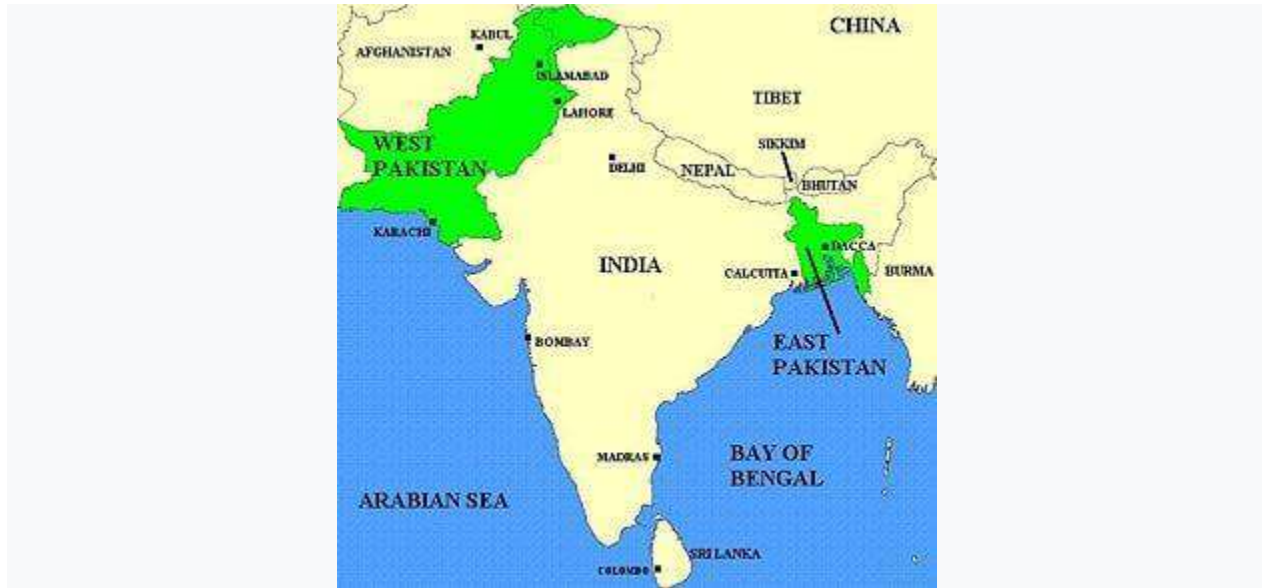 CHINA
KABUL
AFGHANISTAN
ISLAMABAD
TIBET
LAHORE
WEST
PAKISTAN
SIKKIM
DELHI
NEPAL
BHUTAN
KARACHI
DACCA
INDIA
CALCUTTA
BURMA
BOMBAY
EAST
PAKISTAN
MADRAS
BAY OF
BENGAL
ARABIAN SEA
SRI LANKA
COLOMBO